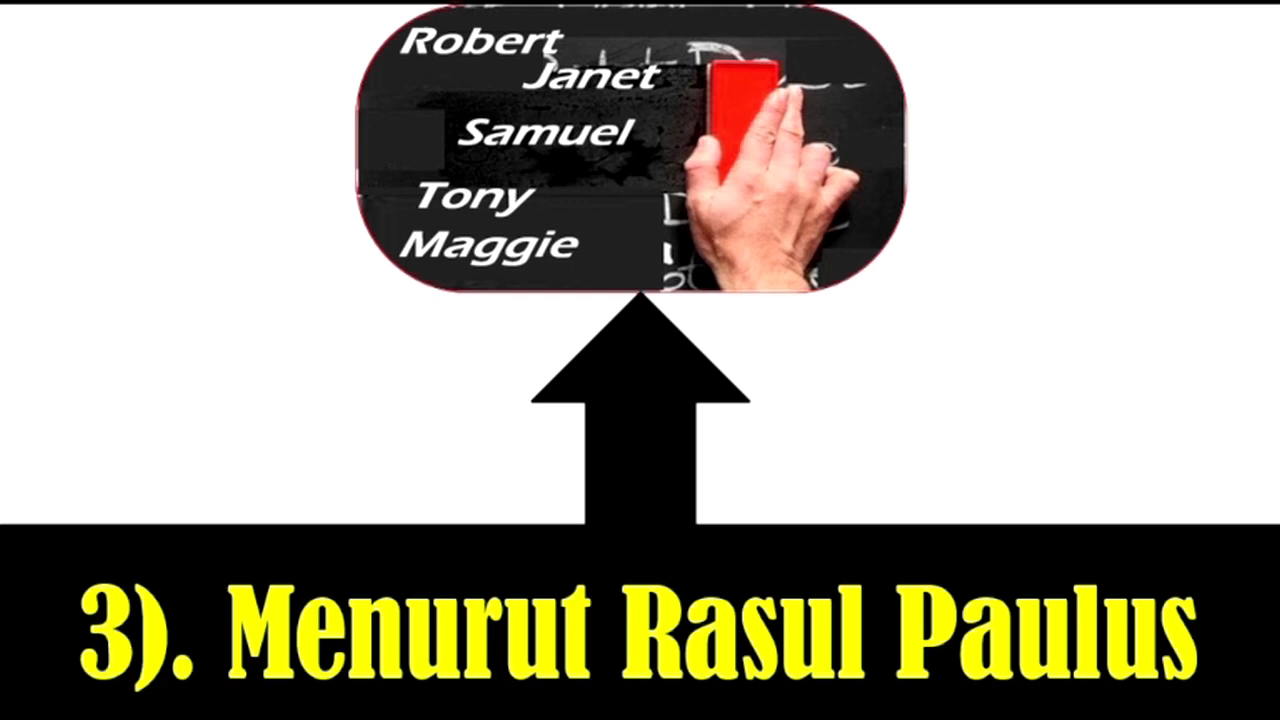 Robert
Janet
Samuel
Tony
Maggie
3). Menurut Rasul Paulus